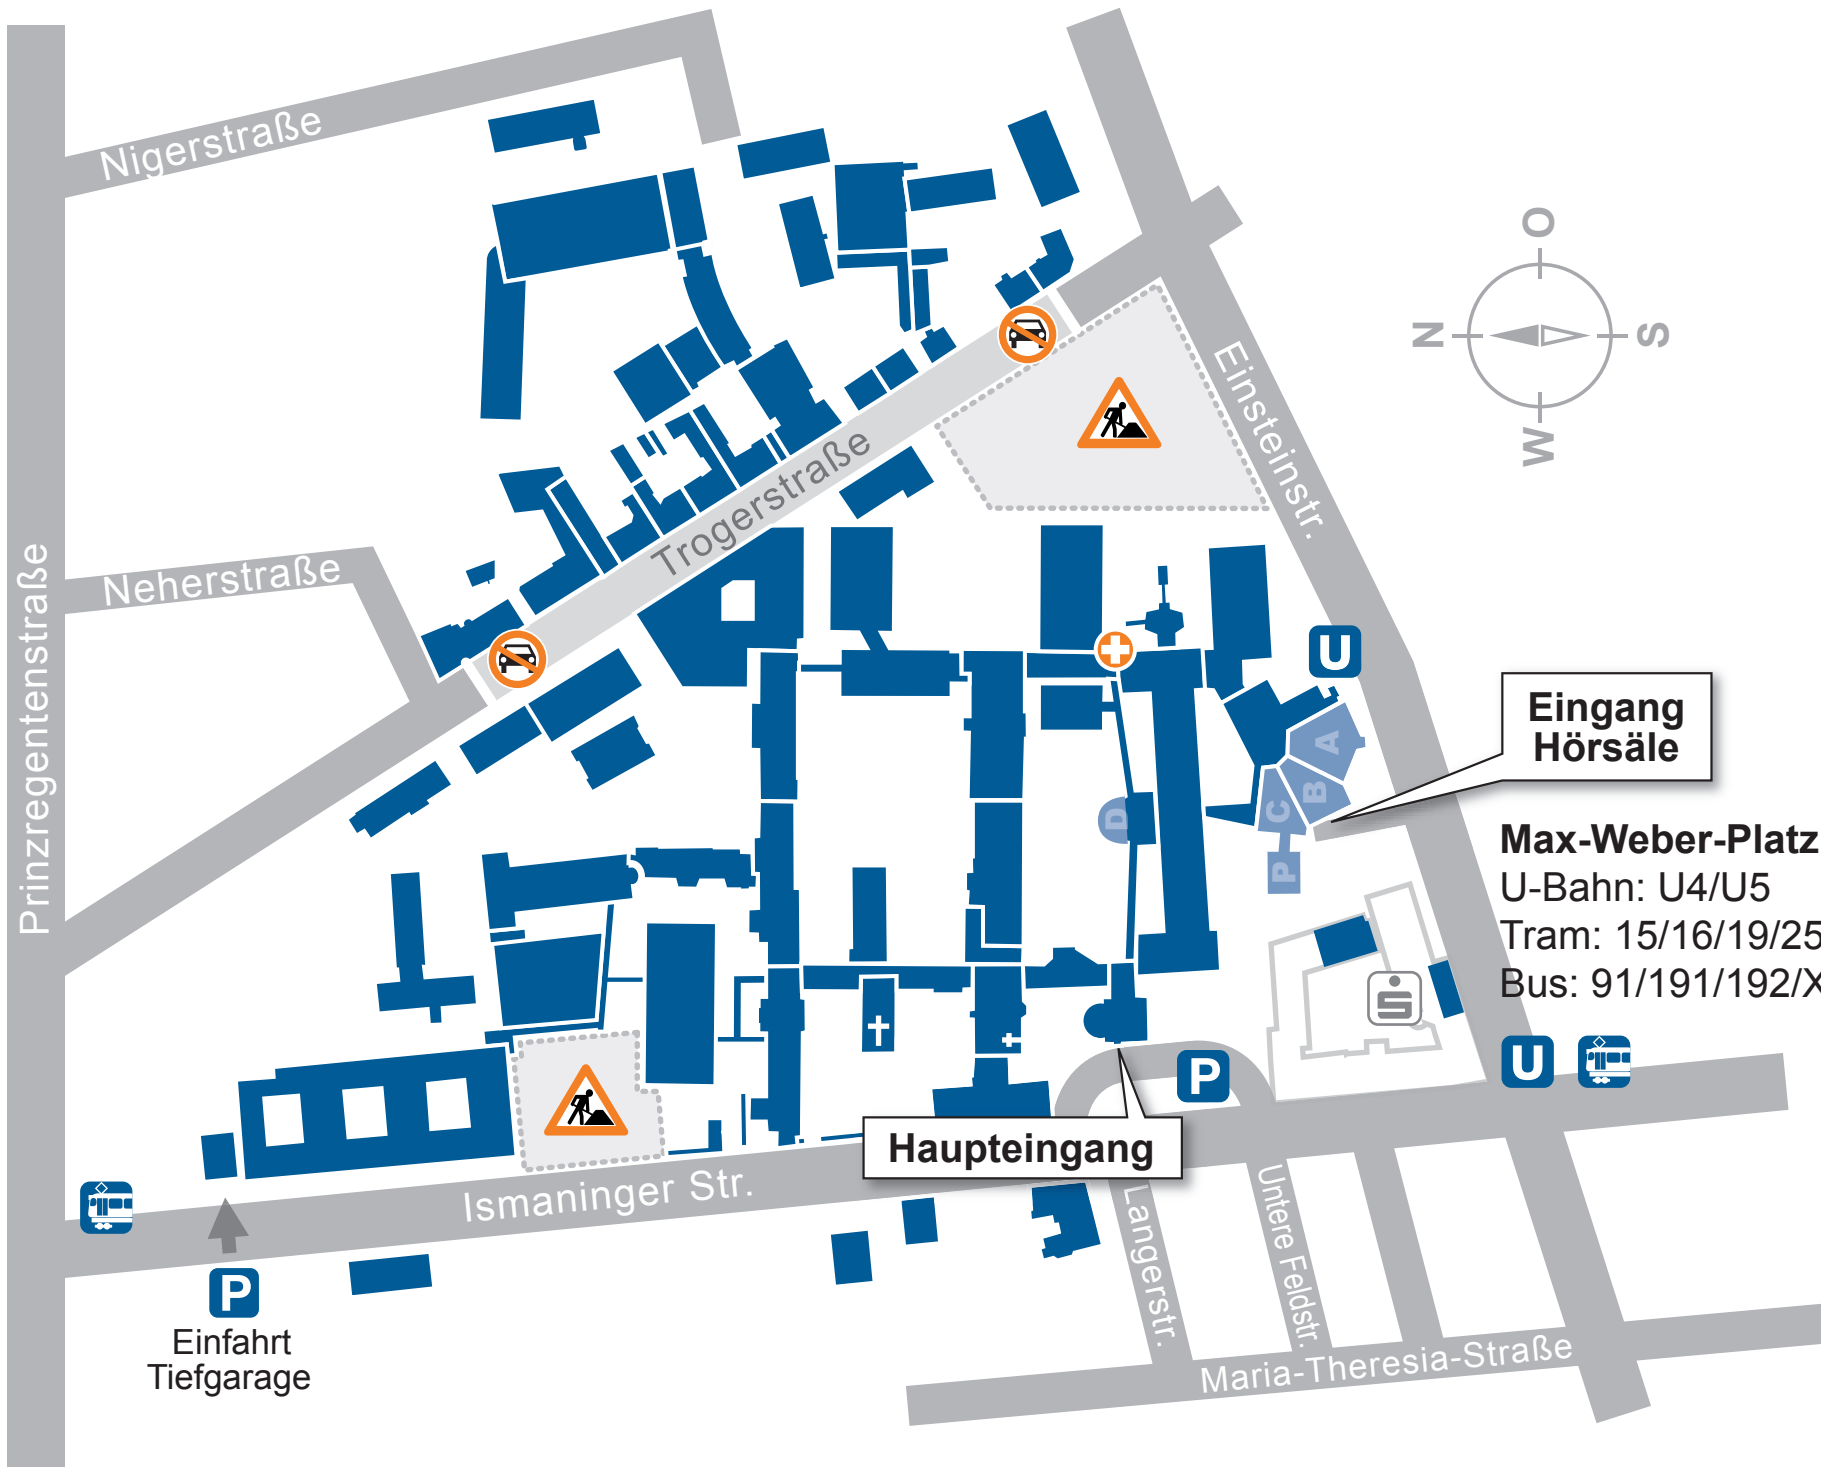 Nigerstraße
O
N
S
W
Einsteinstr.
Trogerstraße
Neherstraße
Prinzregentenstraße
U
Eingang
Hörsäle
A
B
C
D
P
Max-Weber-Platz
U-Bahn: U4/U5
Tram: 15/16/19/25
Bus: 91/191/192/X
U
P
Haupteingang
Ismaninger Str.
Langerstr.
Untere Feldstr.
P
Einfahrt
Tiefgarage
Maria-Theresia-Straße